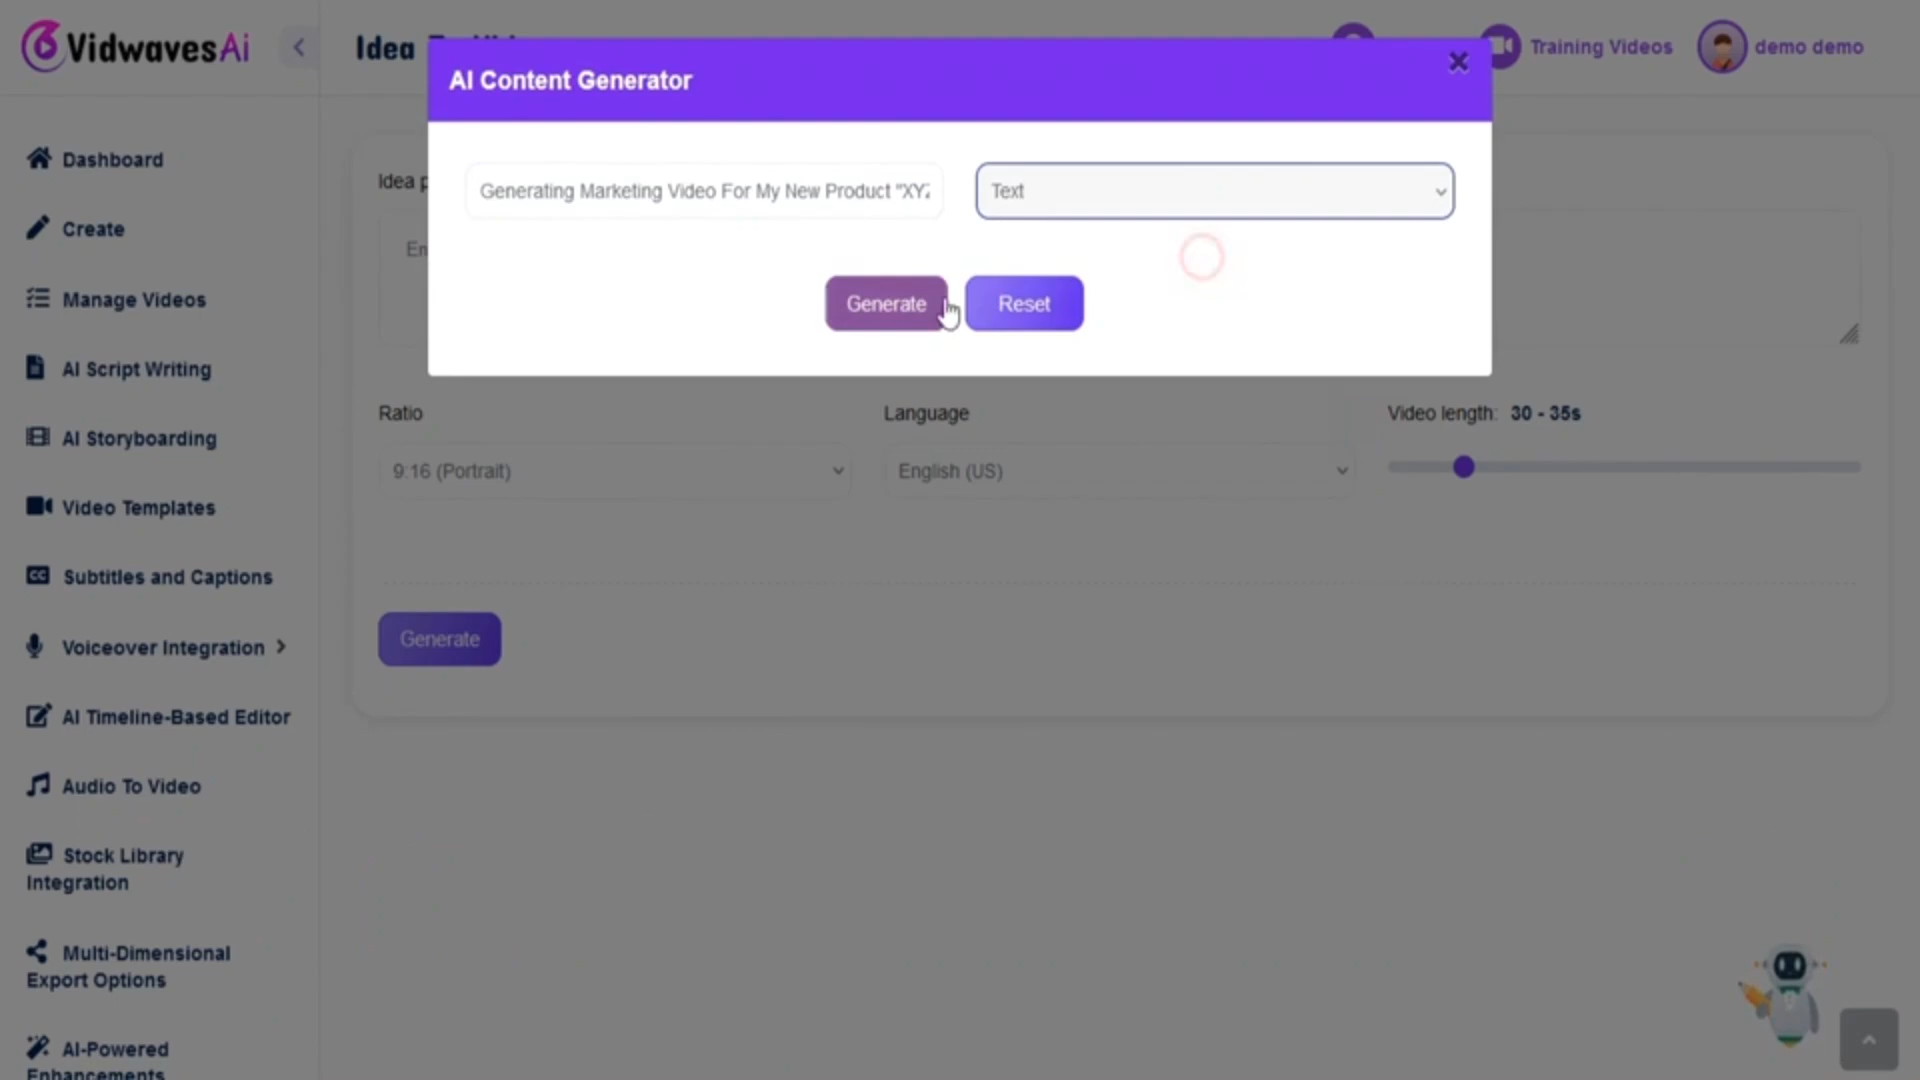 VidwavesAi
Idea
Training Videos
demo demo
AI Content Generator
Generating Marketing Video For My New Product "XY
Text
Generate
Reset
Dashboard
Create
Manage Videos
AI Script Writing
AI Storyboarding
Video Templates
CC Subtitles and Captions
Voiceover Integration
AI Timeline-Based Editor
Audio To Video
Stock Library
Integration
Multi-Dimensional
Export Options
AI-Powered
Enhancements
Idea p
En
Ratio
Language
Video length: 30 - 35s
9:16 (Portrait)
English (US)
Generate